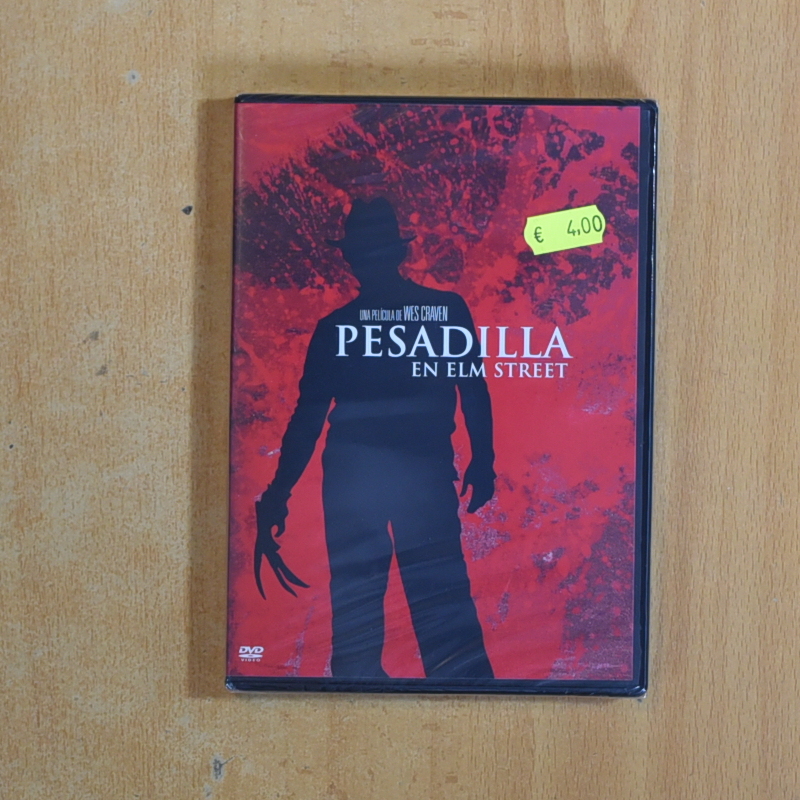 € 4,00
UNA PELÍCULA DE WES CRAVEN
PESADILLA
EN ELM STREET
DVD
VIDEO